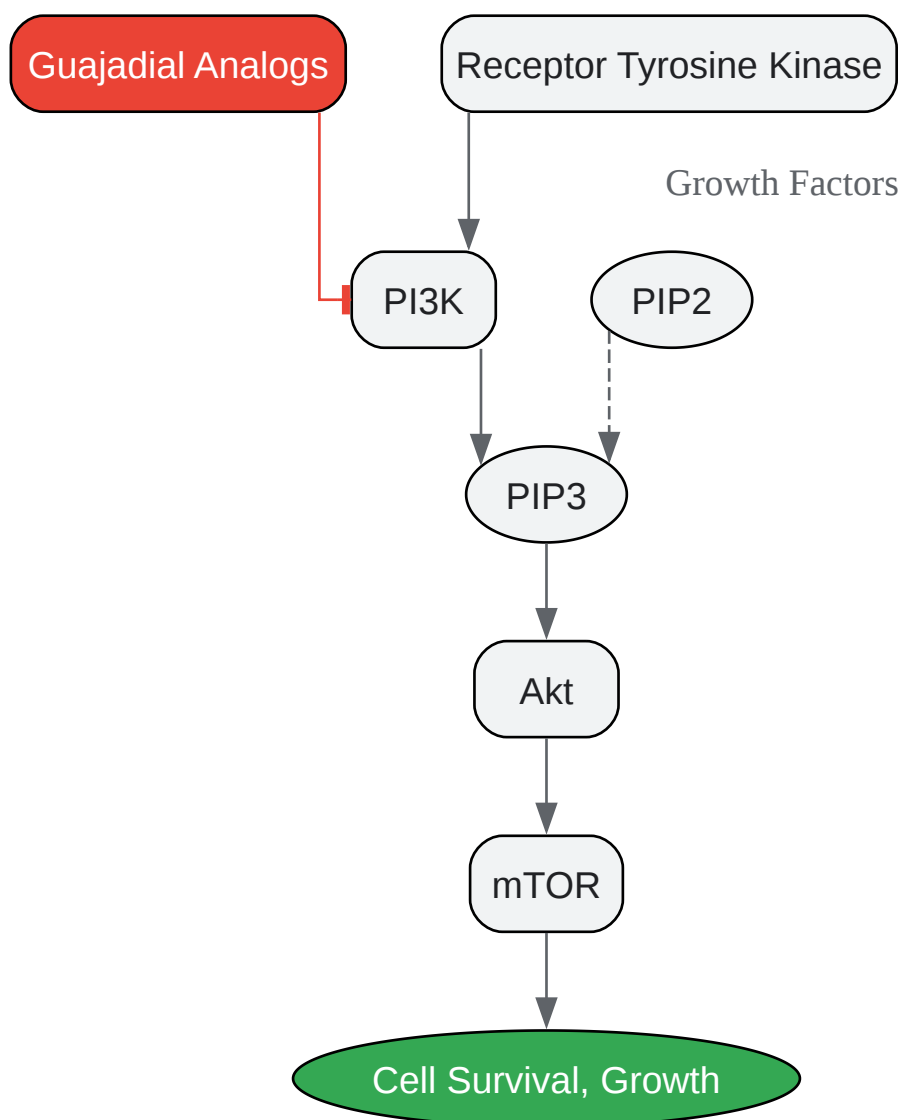 Guajadial Analogs
Receptor Tyrosine Kinase
Growth Factors
PI3K
PIP2
PIP3
Akt
mTOR
Cell Survival, Growth